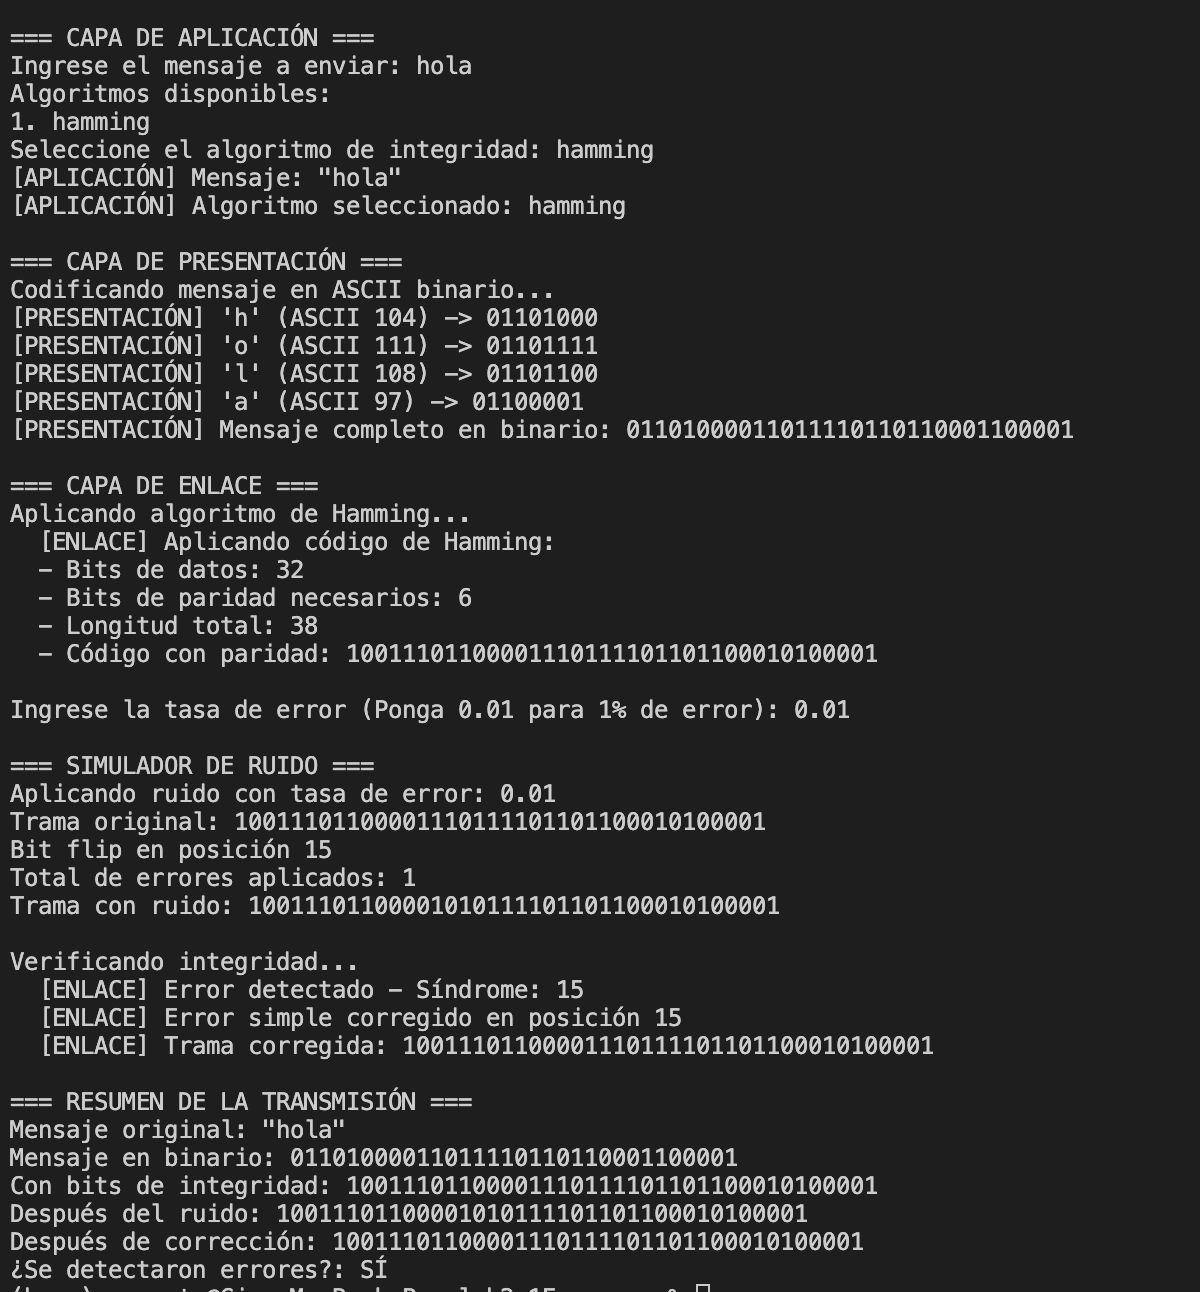 === CAPA DE APLICACIÓN ===
Ingrese el mensaje a enviar: hola
Algoritmos disponibles:
1. hamming
Seleccione el algoritmo de integridad: hamming
[APLICACIÓN] Mensaje: "hola"
[APLICACIÓN] Algoritmo seleccionado: hamming
=== CAPA DE PRESENTACIÓN ===
Codificando mensaje en ASCII binario...
[PRESENTACIÓN] 'h' (ASCII 104) -> 01101000
[PRESENTACIÓN] 'o' (ASCII 111) -> 01101111
[PRESENTACIÓN] 'l' (ASCII 108) -> 01101100
[PRESENTACIÓN] 'a' (ASCII 97) -> 01100001
[PRESENTACIÓN] Mensaje completo en binario: 01101000011011110110110001100001
=== CAPA DE ENLACE ===
Aplicando algoritmo de Hamming...
[ENLACE] Aplicando código de Hamming:
- Bits de datos: 32
- Bits de paridad necesarios: 6
- Longitud total: 38
- Código con paridad: 10011101100001110111101101100010100001
Ingrese la tasa de error (Ponga 0.01 para 1% de error): 0.01
=== SIMULADOR DE RUIDO ===
Aplicando ruido con tasa de error: 0.01
Trama original: 10011101100001110111101101100010100001
Bit flip en posición 15
Total de errores aplicados: 1
Trama con ruido: 10011101100001010111101101100010100001
Verificando integridad...
[ENLACE] Error detectado - Síndrome: 15
[ENLACE] Error simple corregido en posición 15
[ENLACE] Trama corregida: 10011101100001110111101101100010100001
=== RESUMEN DE LA TRANSMISIÓN ===
Mensaje original: "hola"
Mensaje en binario: 01101000011011110110110001100001
Con bits de integridad: 10011101100001110111101101100010100001
Después del ruido: 10011101100001010111101101100010100001
Después de corrección: 10011101100001110111101101100010100001
¿Se detectaron errores?: SÍ